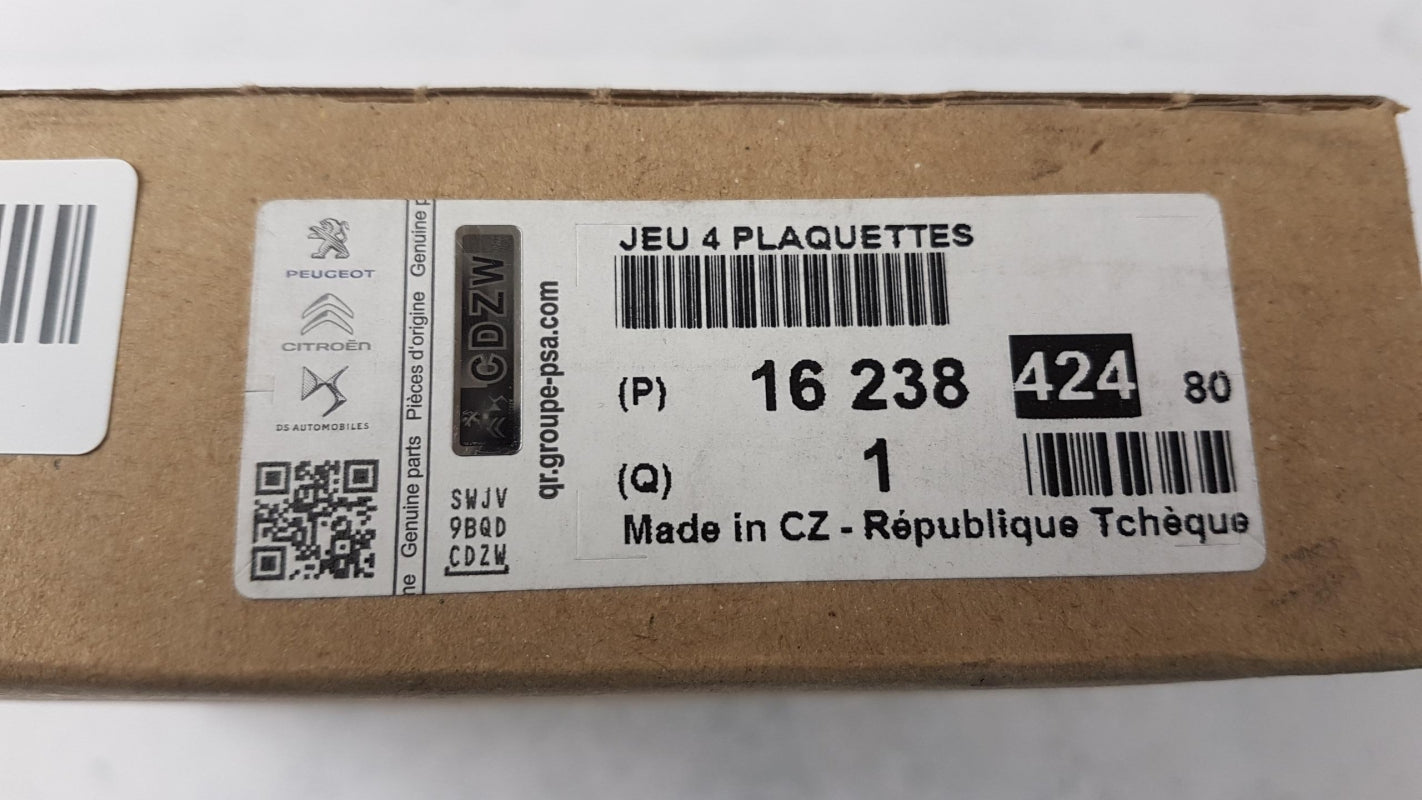 PEUGEOT
CITROËN
DS AUTOMOBILES
ne Genuine parts Pièces d'origine Genuine p
CDZW
SWJV
9BQD
CDZW
qr.groupe-psa.com
JEU 4 PLAQUETTES
(P) 16 238 424 80
(Q) 1
Made in CZ - République Tchèque